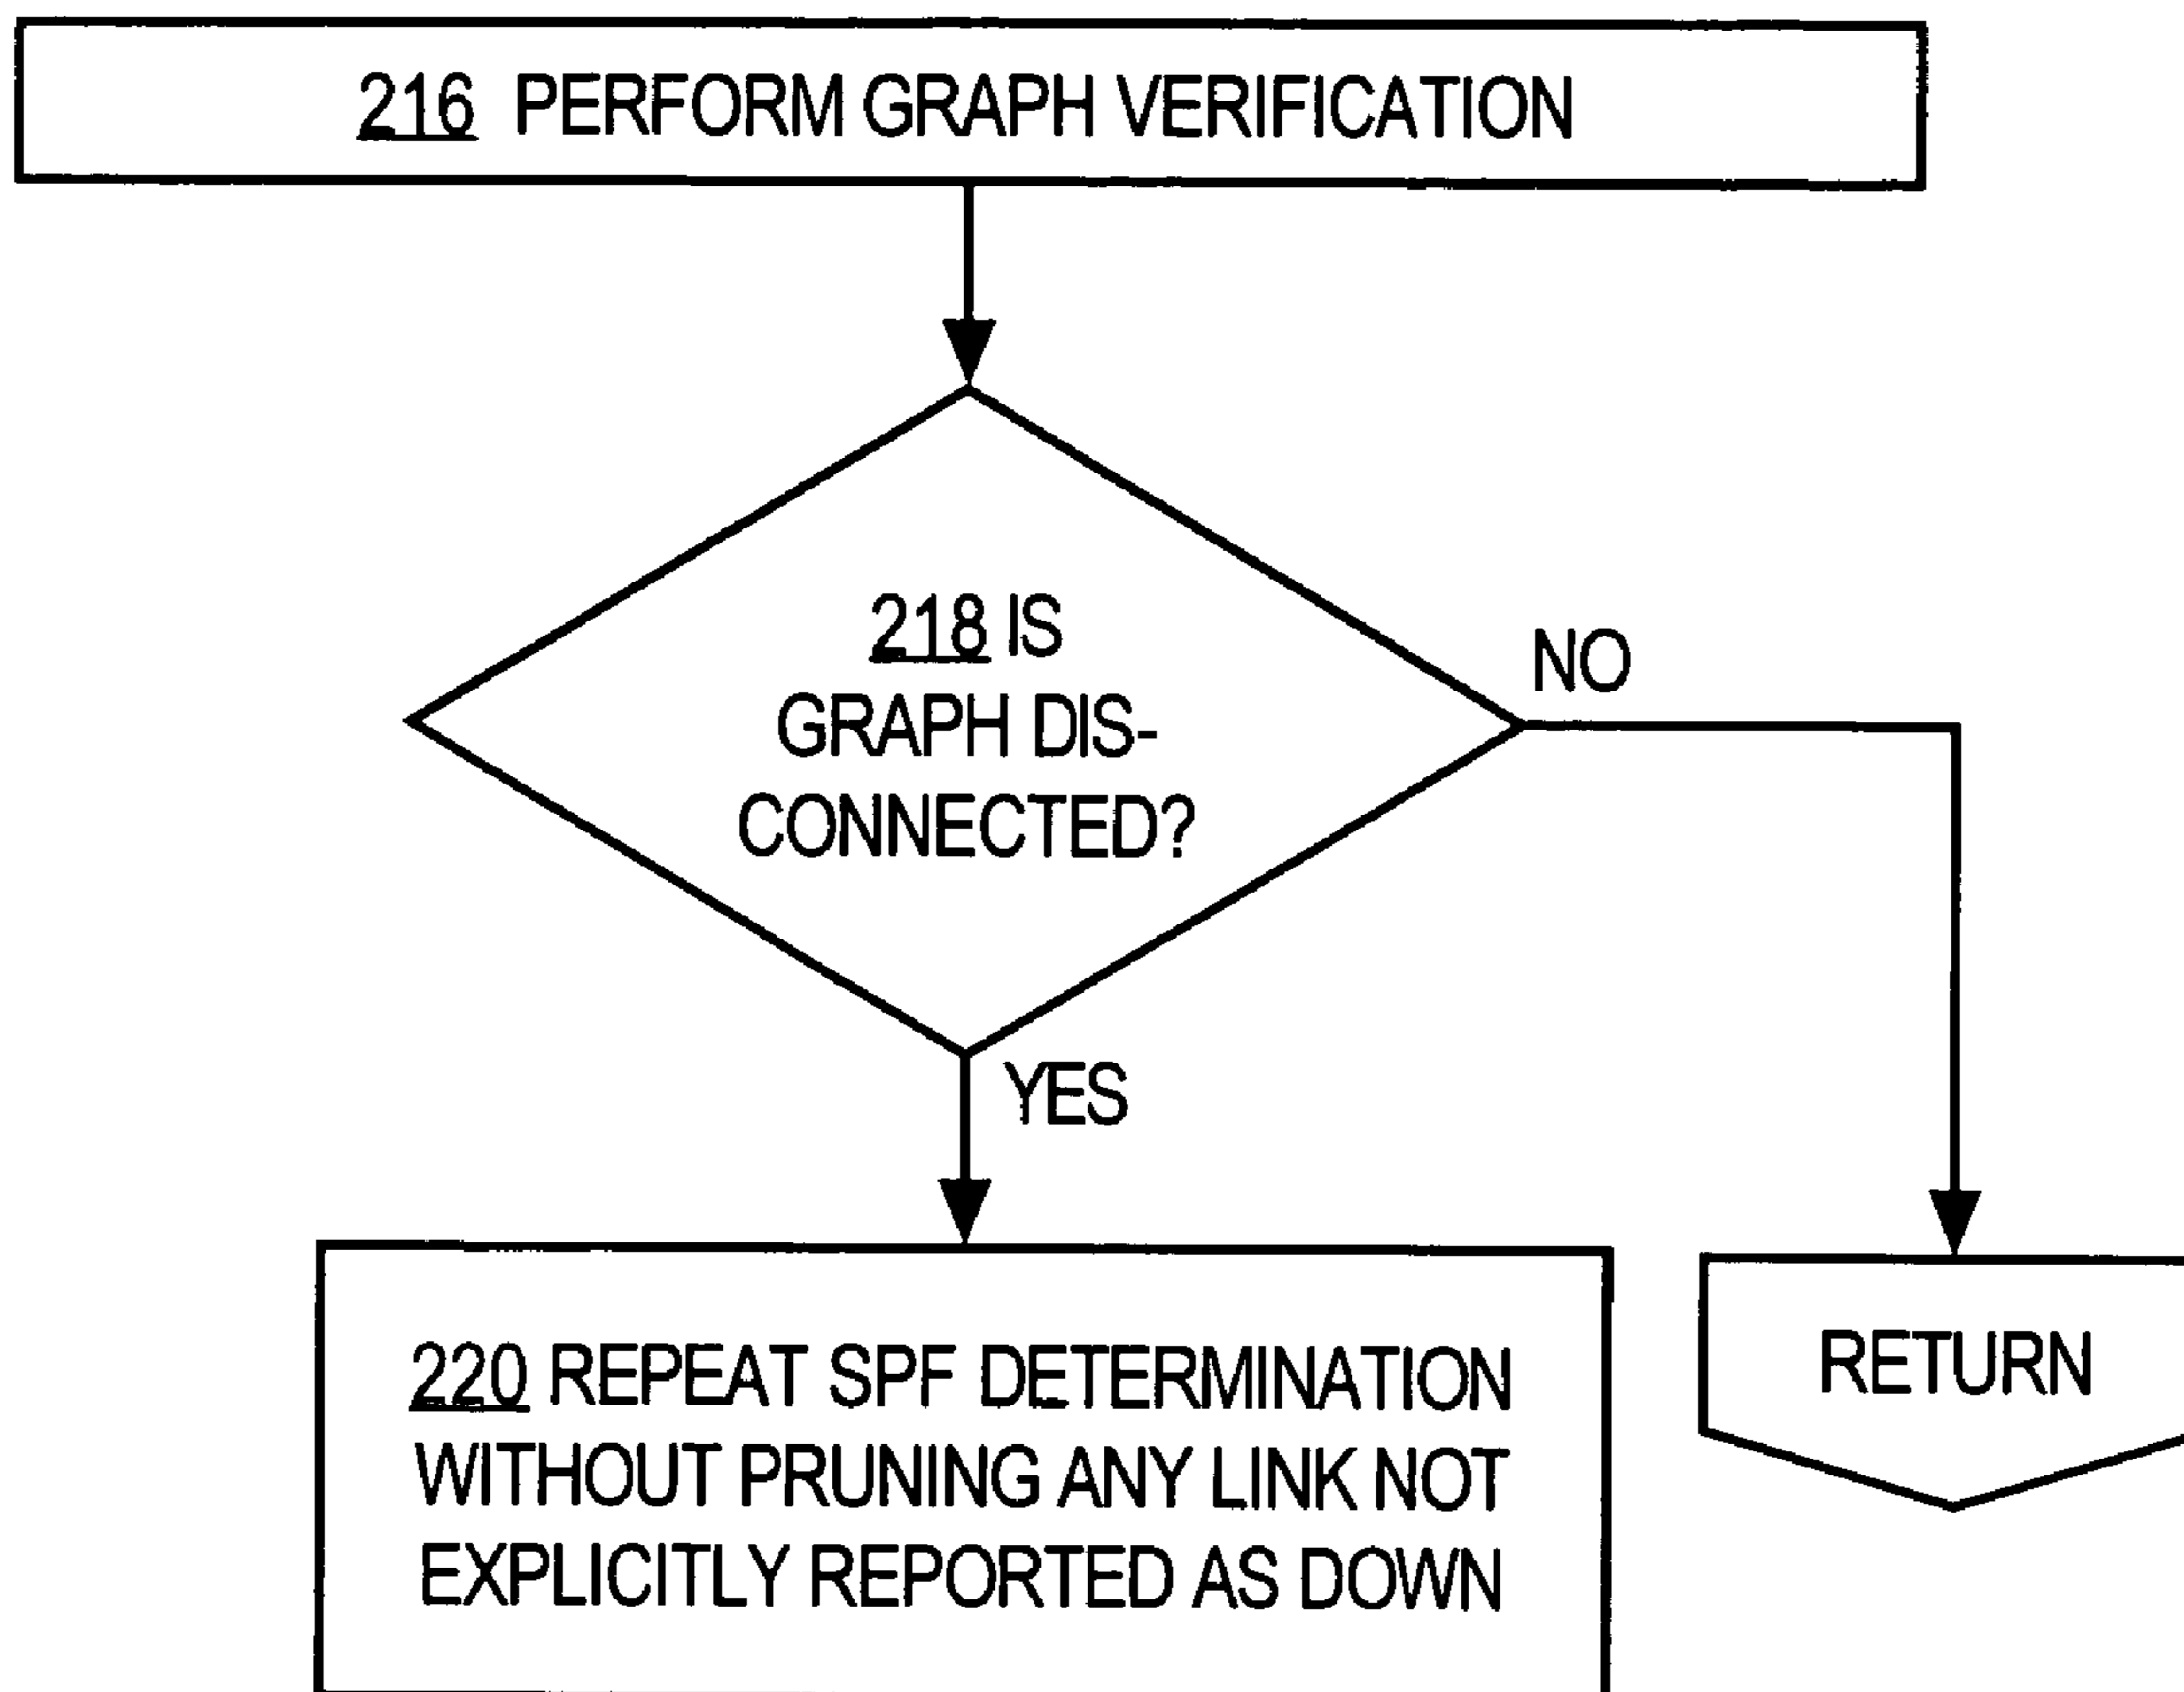 216 PERFORM GRAPH VERIFICATION
218 IS
GRAPH DIS-
CONNECTED?
NO
YES
220 REPEAT SPF DETERMINATION
WITHOUT PRUNING ANY LINK NOT
EXPLICITLY REPORTED AS DOWN
RETURN